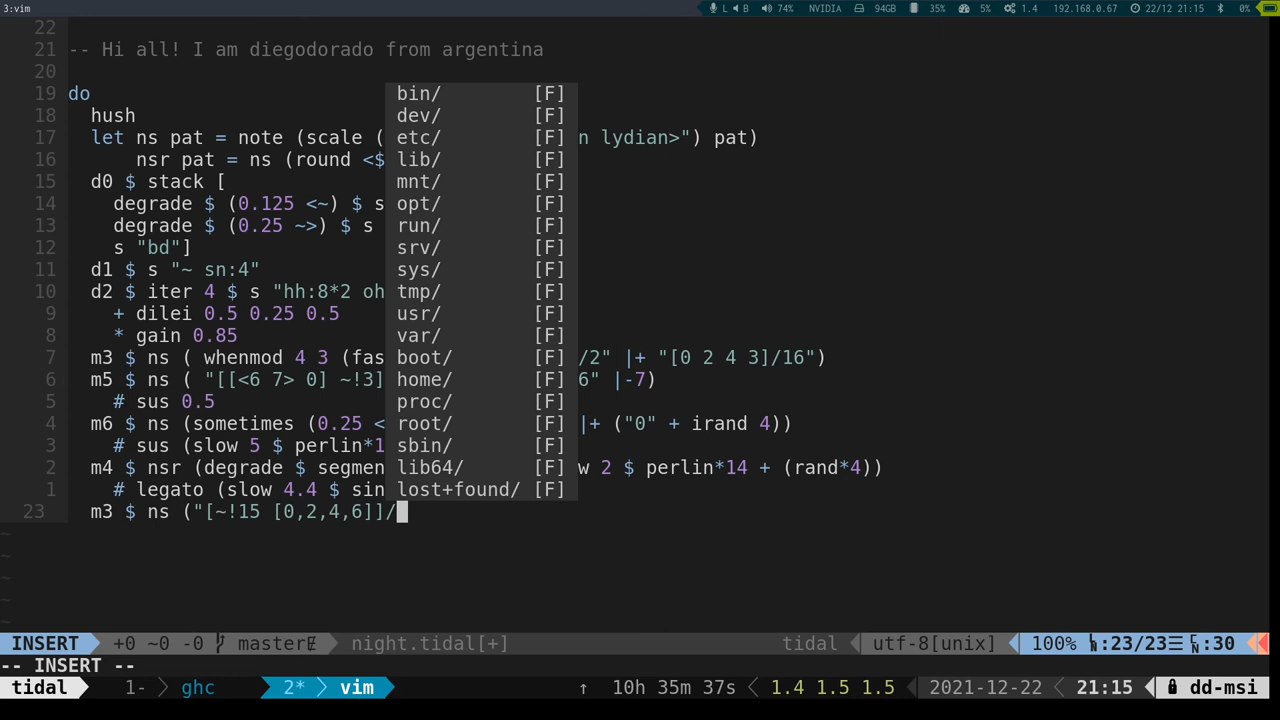 3:vim L B 74% NVIDIA 94GB 35% 5% 1.4 192.168.0.67 22/12 21:15 0%
22
21 -- Hi all! I am diegodorado from argentina
20
19 do bin/ [F]
18 hush dev/ [F]
17 let ns pat = note (scale ( etc/ [F] n lydian>") pat)
16 nsr pat = ns (round <$ lib/ [F]
15 d0 $ stack [ mnt/ [F]
14 degrade $ (0.125 <~) $ s opt/ [F]
13 degrade $ (0.25 ~>) $ s run/ [F]
12 s "bd"] srv/ [F]
11 d1 $ s "~ sn:4" sys/ [F]
10 d2 $ iter 4 $ s "hh:8*2 oh tmp/ [F]
9 + dilei 0.5 0.25 0.5 usr/ [F]
8 * gain 0.85 var/ [F]
7 m3 $ ns ( whenmod 4 3 (fas boot/ [F] /2" |+ "[0 2 4 3]/16")
6 m5 $ ns ( "[[<6 7> 0] ~!3] home/ [F] 6" |-7)
5 # sus 0.5 proc/ [F]
4 m6 $ ns (sometimes (0.25 < root/ [F] |+ ("0" + irand 4))
3 # sus (slow 5 $ perlin*1 sbin/ [F]
2 m4 $ nsr (degrade $ segmen lib64/ [F] w 2 $ perlin*14 + (rand*4))
1 # legato (slow 4.4 $ sin lost+found/ [F]
23 m3 $ ns ("[~!15 [0,2,4,6]]/
~
~
~
~
~
INSERT +0 ~0 -0 master night.tidal[+] tidal utf-8[unix] 100% :23/23 :30
-- INSERT --
tidal 1- ghc 2* vim ↑ 10h 35m 37s 1.4 1.5 1.5 2021-12-22 21:15 dd-msi